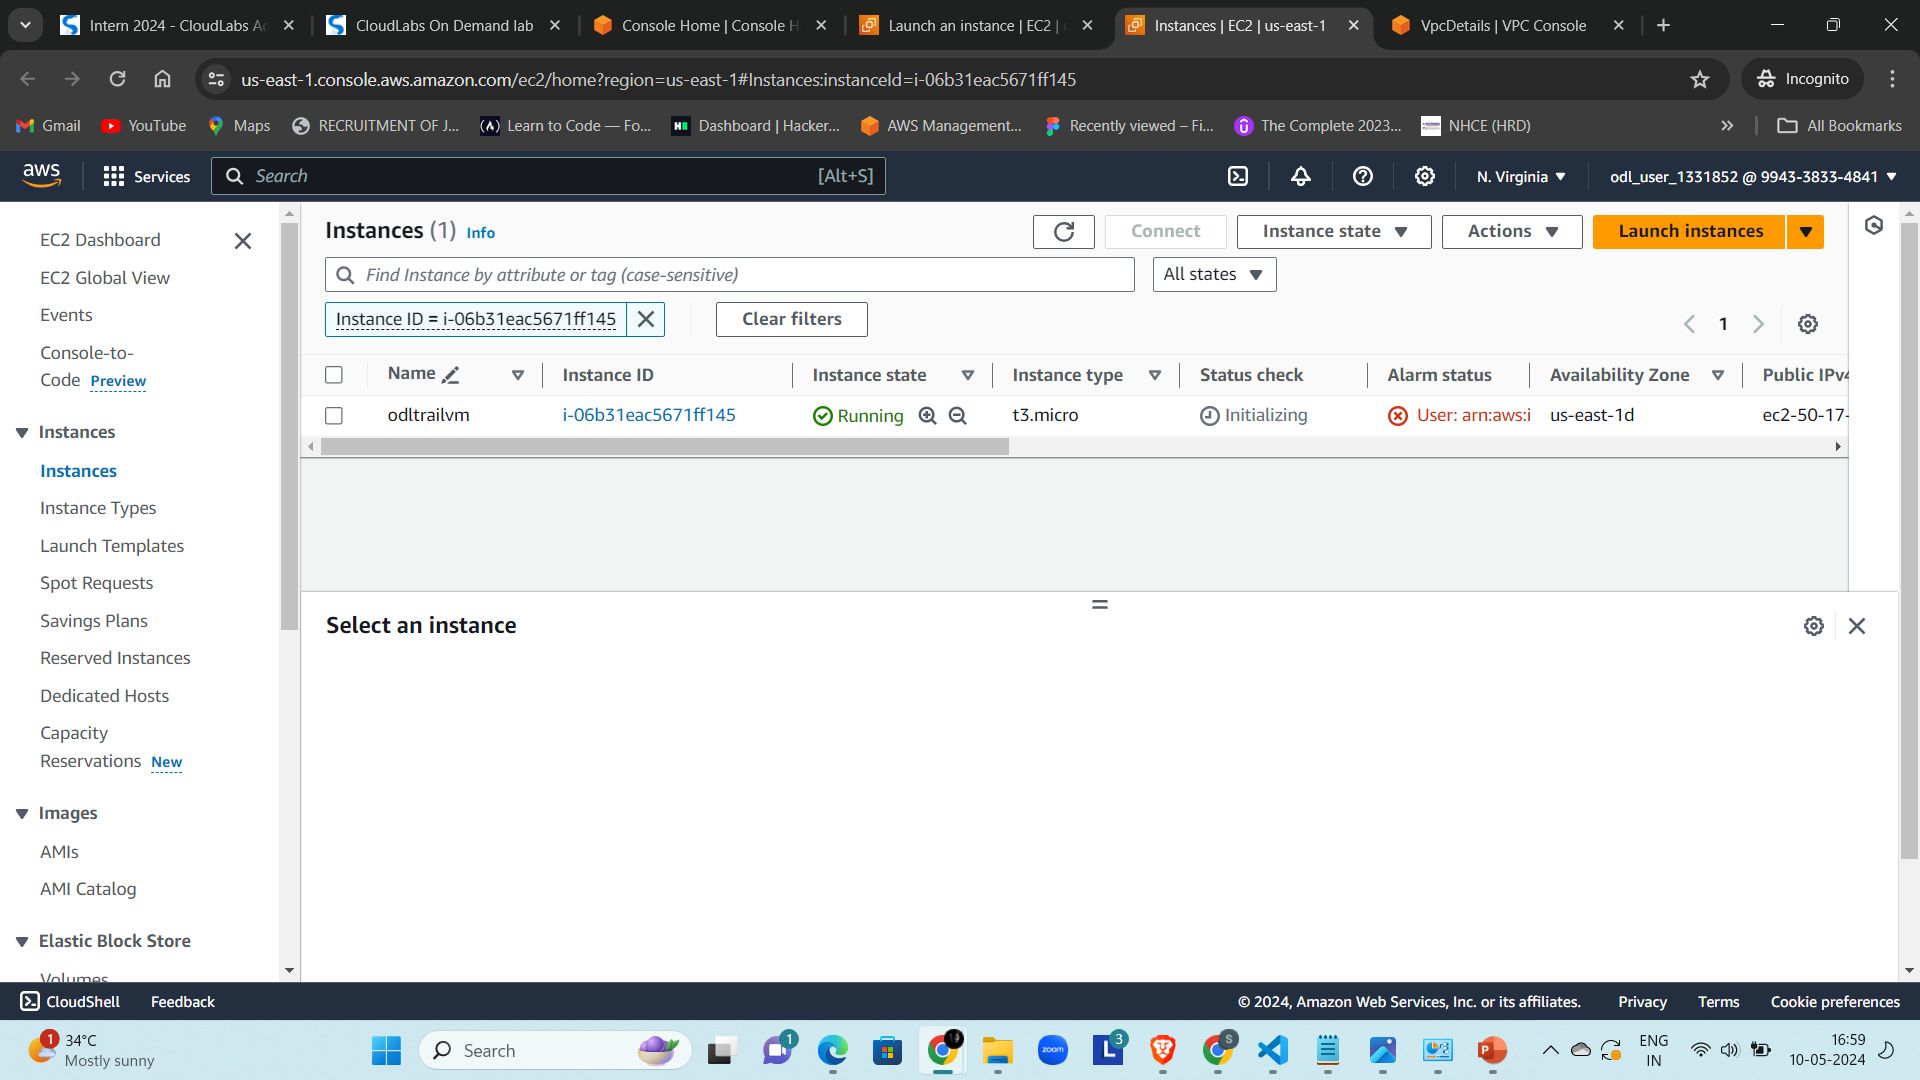 Intern 2024 - CloudLabs Ac
CloudLabs On Demand lab
Console Home | Console H
Launch an instance | EC2 |
Instances | EC2 | us-east-1
VpcDetails | VPC Console
us-east-1.console.aws.amazon.com/ec2/home?region=us-east-1#Instances:instanceId=i-06b31eac5671ff145
Incognito
Gmail
YouTube
Maps
RECRUITMENT OF J...
Learn to Code — Fo...
Dashboard | Hacker...
AWS Management...
Recently viewed – Fi...
The Complete 2023...
NHCE (HRD)
All Bookmarks
aws
Services
Search
[Alt+S]
N. Virginia
odl_user_1331852 @ 9943-3833-4841
EC2 Dashboard
EC2 Global View
Events
Console-to-
Code Preview
Instances
Instances
Instance Types
Launch Templates
Spot Requests
Savings Plans
Reserved Instances
Dedicated Hosts
Capacity
Reservations New
Images
AMIs
AMI Catalog
Elastic Block Store
Volumes
Instances (1) Info
Connect
Instance state
Actions
Launch instances
Find Instance by attribute or tag (case-sensitive)
All states
Instance ID = i-06b31eac5671ff145
Clear filters
1
Name
Instance ID
Instance state
Instance type
Status check
Alarm status
Availability Zone
Public IPv4
odltrailvm
i-06b31eac5671ff145
Running
t3.micro
Initializing
User: arn:aws:i
us-east-1d
ec2-50-17-
Select an instance
CloudShell
Feedback
© 2024, Amazon Web Services, Inc. or its affiliates.
Privacy
Terms
Cookie preferences
1
34°C
Mostly sunny
Search
1
zoom
L
3
S
P
ENG
IN
16:59
10-05-2024